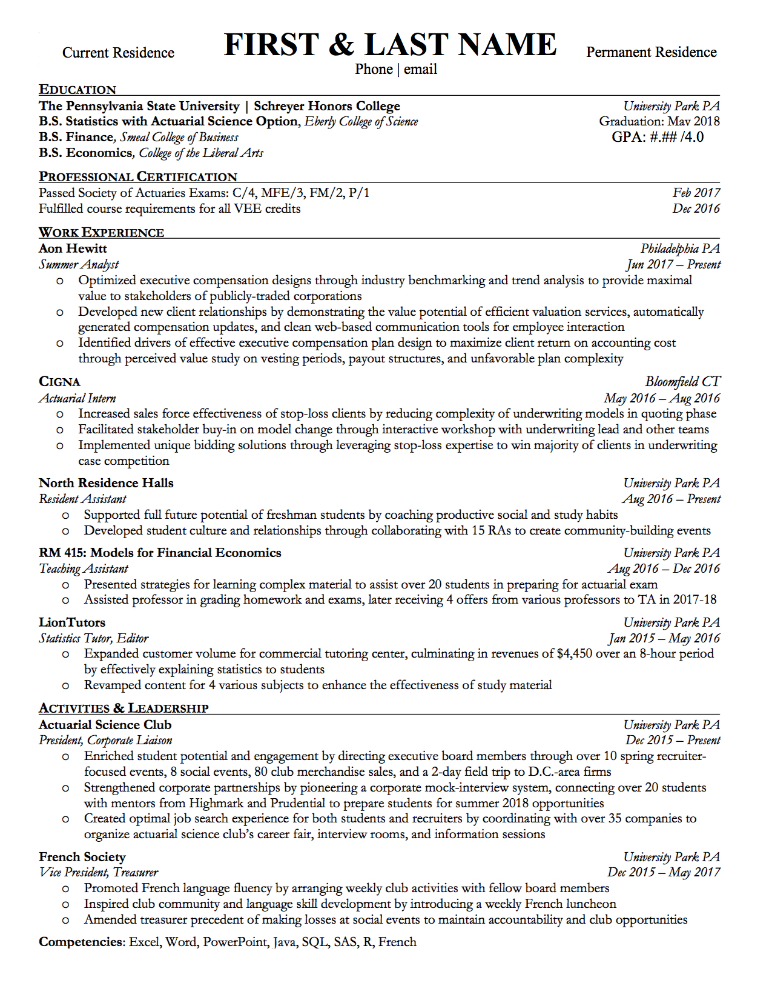 FIRST & LAST NAME
Current Residence Permanent Residence
Phone | email
EDUCATION
The Pennsylvania State University | Schreyer Honors College University Park PA
B.S. Statistics with Actuarial Science Option, Eberly College of Science Graduation: May 2018
B.S. Finance, Smeal College of Business GPA: #.## /4.0
B.S. Economics, College of the Liberal Arts
PROFESSIONAL CERTIFICATION
Passed Society of Actuaries Exams: C/4, MFE/3, FM/2, P/1 Feb 2017
Fulfilled course requirements for all VEE credits Dec 2016
WORK EXPERIENCE
Aon Hewitt Philadelphia PA
Summer Analyst Jun 2017 – Present
o Optimized executive compensation designs through industry benchmarking and trend analysis to provide maximal
value to stakeholders of publicly-traded corporations
o Developed new client relationships by demonstrating the value potential of efficient valuation services, automatically
generated compensation updates, and clean web-based communication tools for employee interaction
o Identified drivers of effective executive compensation plan design to maximize client return on accounting cost
through perceived value study on vesting periods, payout structures, and unfavorable plan complexity
CIGNA Bloomfield CT
Actuarial Intern May 2016 – Aug 2016
o Increased sales force effectiveness of stop-loss clients by reducing complexity of underwriting models in quoting phase
o Facilitated stakeholder buy-in on model change through interactive workshop with underwriting lead and other teams
o Implemented unique bidding solutions through leveraging stop-loss expertise to win majority of clients in underwriting
case competition
North Residence Halls University Park PA
Resident Assistant Aug 2016 – Present
o Supported full future potential of freshman students by coaching productive social and study habits
o Developed student culture and relationships through collaborating with 15 RAs to create community-building events
RM 415: Models for Financial Economics University Park PA
Teaching Assistant Aug 2016 – Dec 2016
o Presented strategies for learning complex material to assist over 20 students in preparing for actuarial exam
o Assisted professor in grading homework and exams, later receiving 4 offers from various professors to TA in 2017-18
LionTutors University Park PA
Statistics Tutor, Editor Jan 2015 – May 2016
o Expanded customer volume for commercial tutoring center, culminating in revenues of $4,450 over an 8-hour period
by effectively explaining statistics to students
o Revamped content for 4 various subjects to enhance the effectiveness of study material
ACTIVITIES & LEADERSHIP
Actuarial Science Club University Park PA
President, Corporate Liaison Dec 2015 – Present
o Enriched student potential and engagement by directing executive board members through over 10 spring recruiter-
focused events, 8 social events, 80 club merchandise sales, and a 2-day field trip to D.C.-area firms
o Strengthened corporate partnerships by pioneering a corporate mock-interview system, connecting over 20 students
with mentors from Highmark and Prudential to prepare students for summer 2018 opportunities
o Created optimal job search experience for both students and recruiters by coordinating with over 35 companies to
organize actuarial science club's career fair, interview rooms, and information sessions
French Society University Park PA
Vice President, Treasurer Dec 2015 – May 2017
o Promoted French language fluency by arranging weekly club activities with fellow board members
o Inspired club community and language skill development by introducing a weekly French luncheon
o Amended treasurer precedent of making losses at social events to maintain accountability and club opportunities
Competencies: Excel, Word, PowerPoint, Java, SQL, SAS, R, French